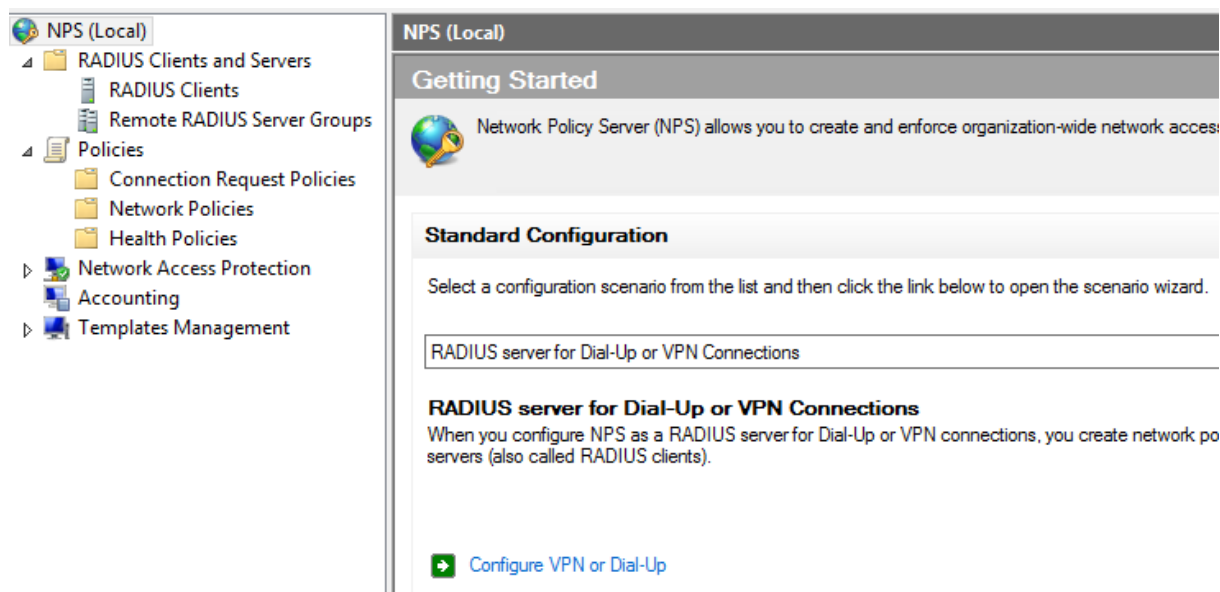 NPS (Local)
RADIUS Clients and Servers
RADIUS Clients
Remote RADIUS Server Groups
Policies
Connection Request Policies
Network Policies
Health Policies
Network Access Protection
Accounting
Templates Management
NPS (Local)
Getting Started
Network Policy Server (NPS) allows you to create and enforce organization-wide network access
Standard Configuration
Select a configuration scenario from the list and then click the link below to open the scenario wizard.
RADIUS server for Dial-Up or VPN Connections
RADIUS server for Dial-Up or VPN Connections
When you configure NPS as a RADIUS server for Dial-Up or VPN connections, you create network po
servers (also called RADIUS clients).
Configure VPN or Dial-Up